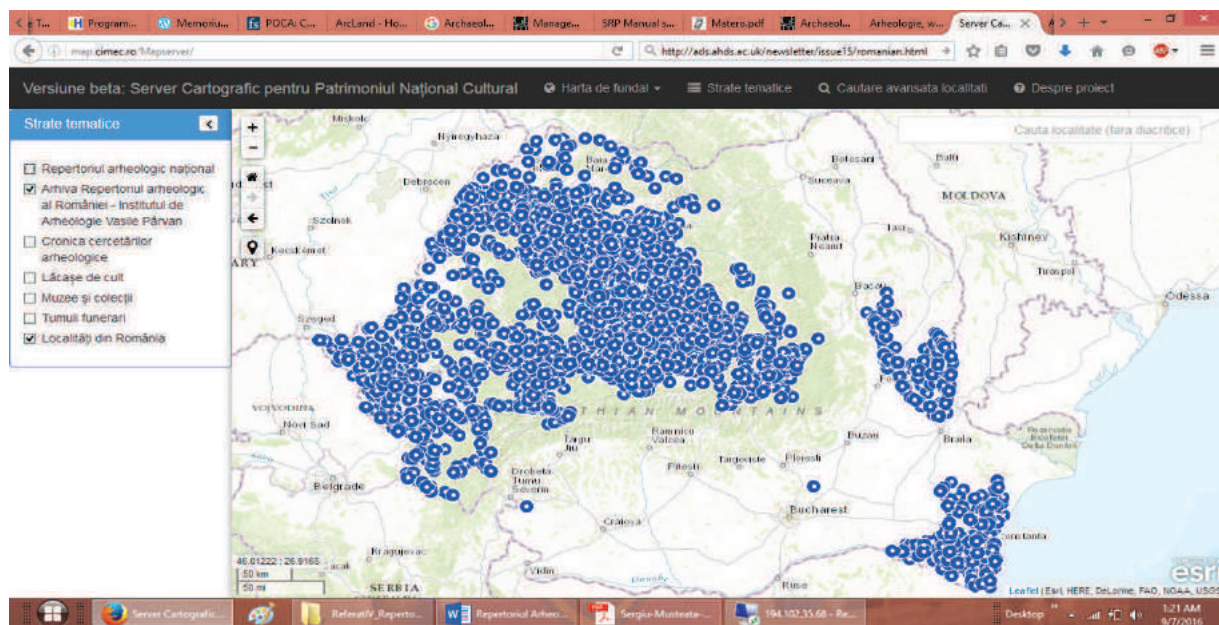 Program...
Memoriu...
POCA: C...
ArcLand - Ho...
Archaeol...
Manage...
SRP Manual s...
Matero.pdf
Archaeol...
Arheologie, w...
Server Ca...
map.cimec.ro/Mapserver/
http://ads.ahds.ac.uk/newsletter/issue15/romanian.html
Versiune beta: Server Cartografic pentru Patrimoniul Național Cultural
Harta de fundal
Strate tematice
Cautare avansata localitati
Despre proiect
Strate tematice
Repertoriul arheologic național
Arhiva Repertoriul arheologic
al României - Institutul de
Arheologie Vasile Pârvan
Cronica cercetărilor
arheologice
Lăcașe de cult
Muzee și colecții
Tumuli funerari
Localități din România
Cauta localitate (fara diacritice)
Miskolc
Nyiregyhaza
Baia
Debrecen
Botosani
Balti
Suceava
MOLDOVA
Szolnok
Kecskemet
Piatra
Neamt
Iasi
Kishinev
Tiraspol
Bacau
Odessa
Szeged
VOJVODINA
Novi Sad
THIAN MOUNTAINS
Targu
Jiu
Ramnicu
Valcea
Buzau
Braila
Pitesti
Targoviste
Ploiesti
Belgrade
Drobeta
Turnu
Severin
Bucharest
Craiova
Kragujevac
Vidin
Ruse
SERBIA
46.01222 : 26.9165
50 km
50 mi
esri
Leaflet | Esri, HERE, DeLorme, FAO, NOAA, USGS
Server Cartografic...
ReferatIV_Reperto...
Repertoriul Arheo...
Sergiu-Musteata-...
194.102.35.68 - Re...
Desktop
1:21 AM
9/7/2016